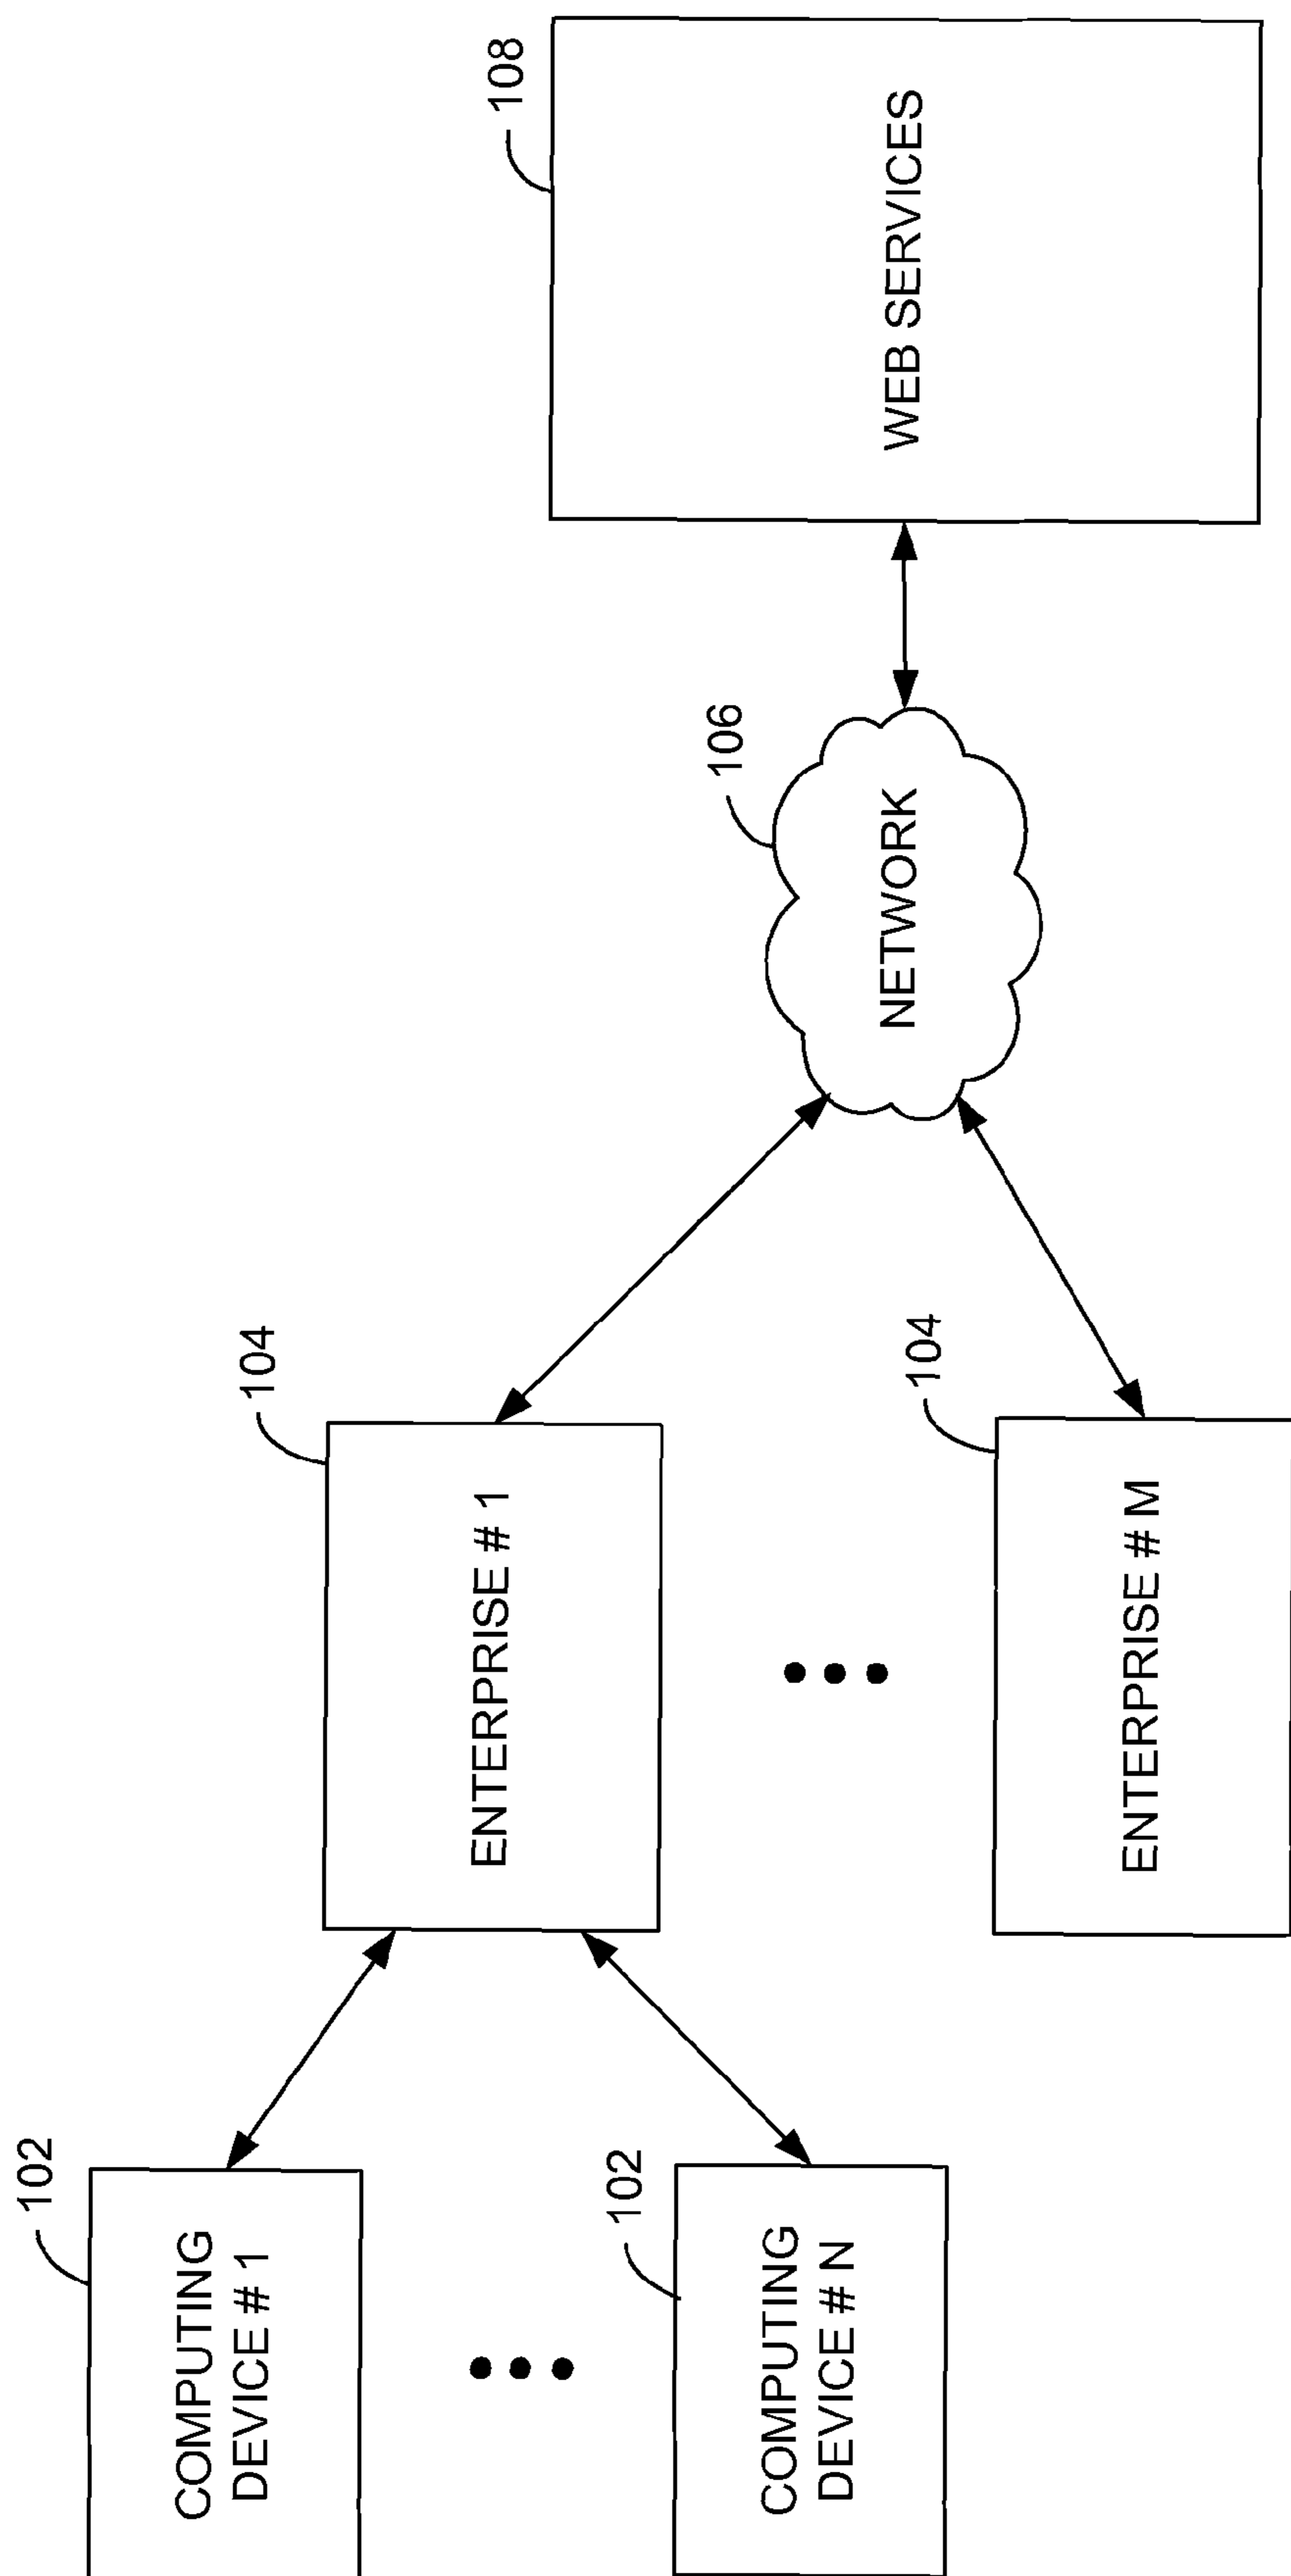 102
COMPUTING
DEVICE # 1
102
COMPUTING
DEVICE # N
104
ENTERPRISE # 1
104
ENTERPRISE # M
106
NETWORK
108
WEB SERVICES